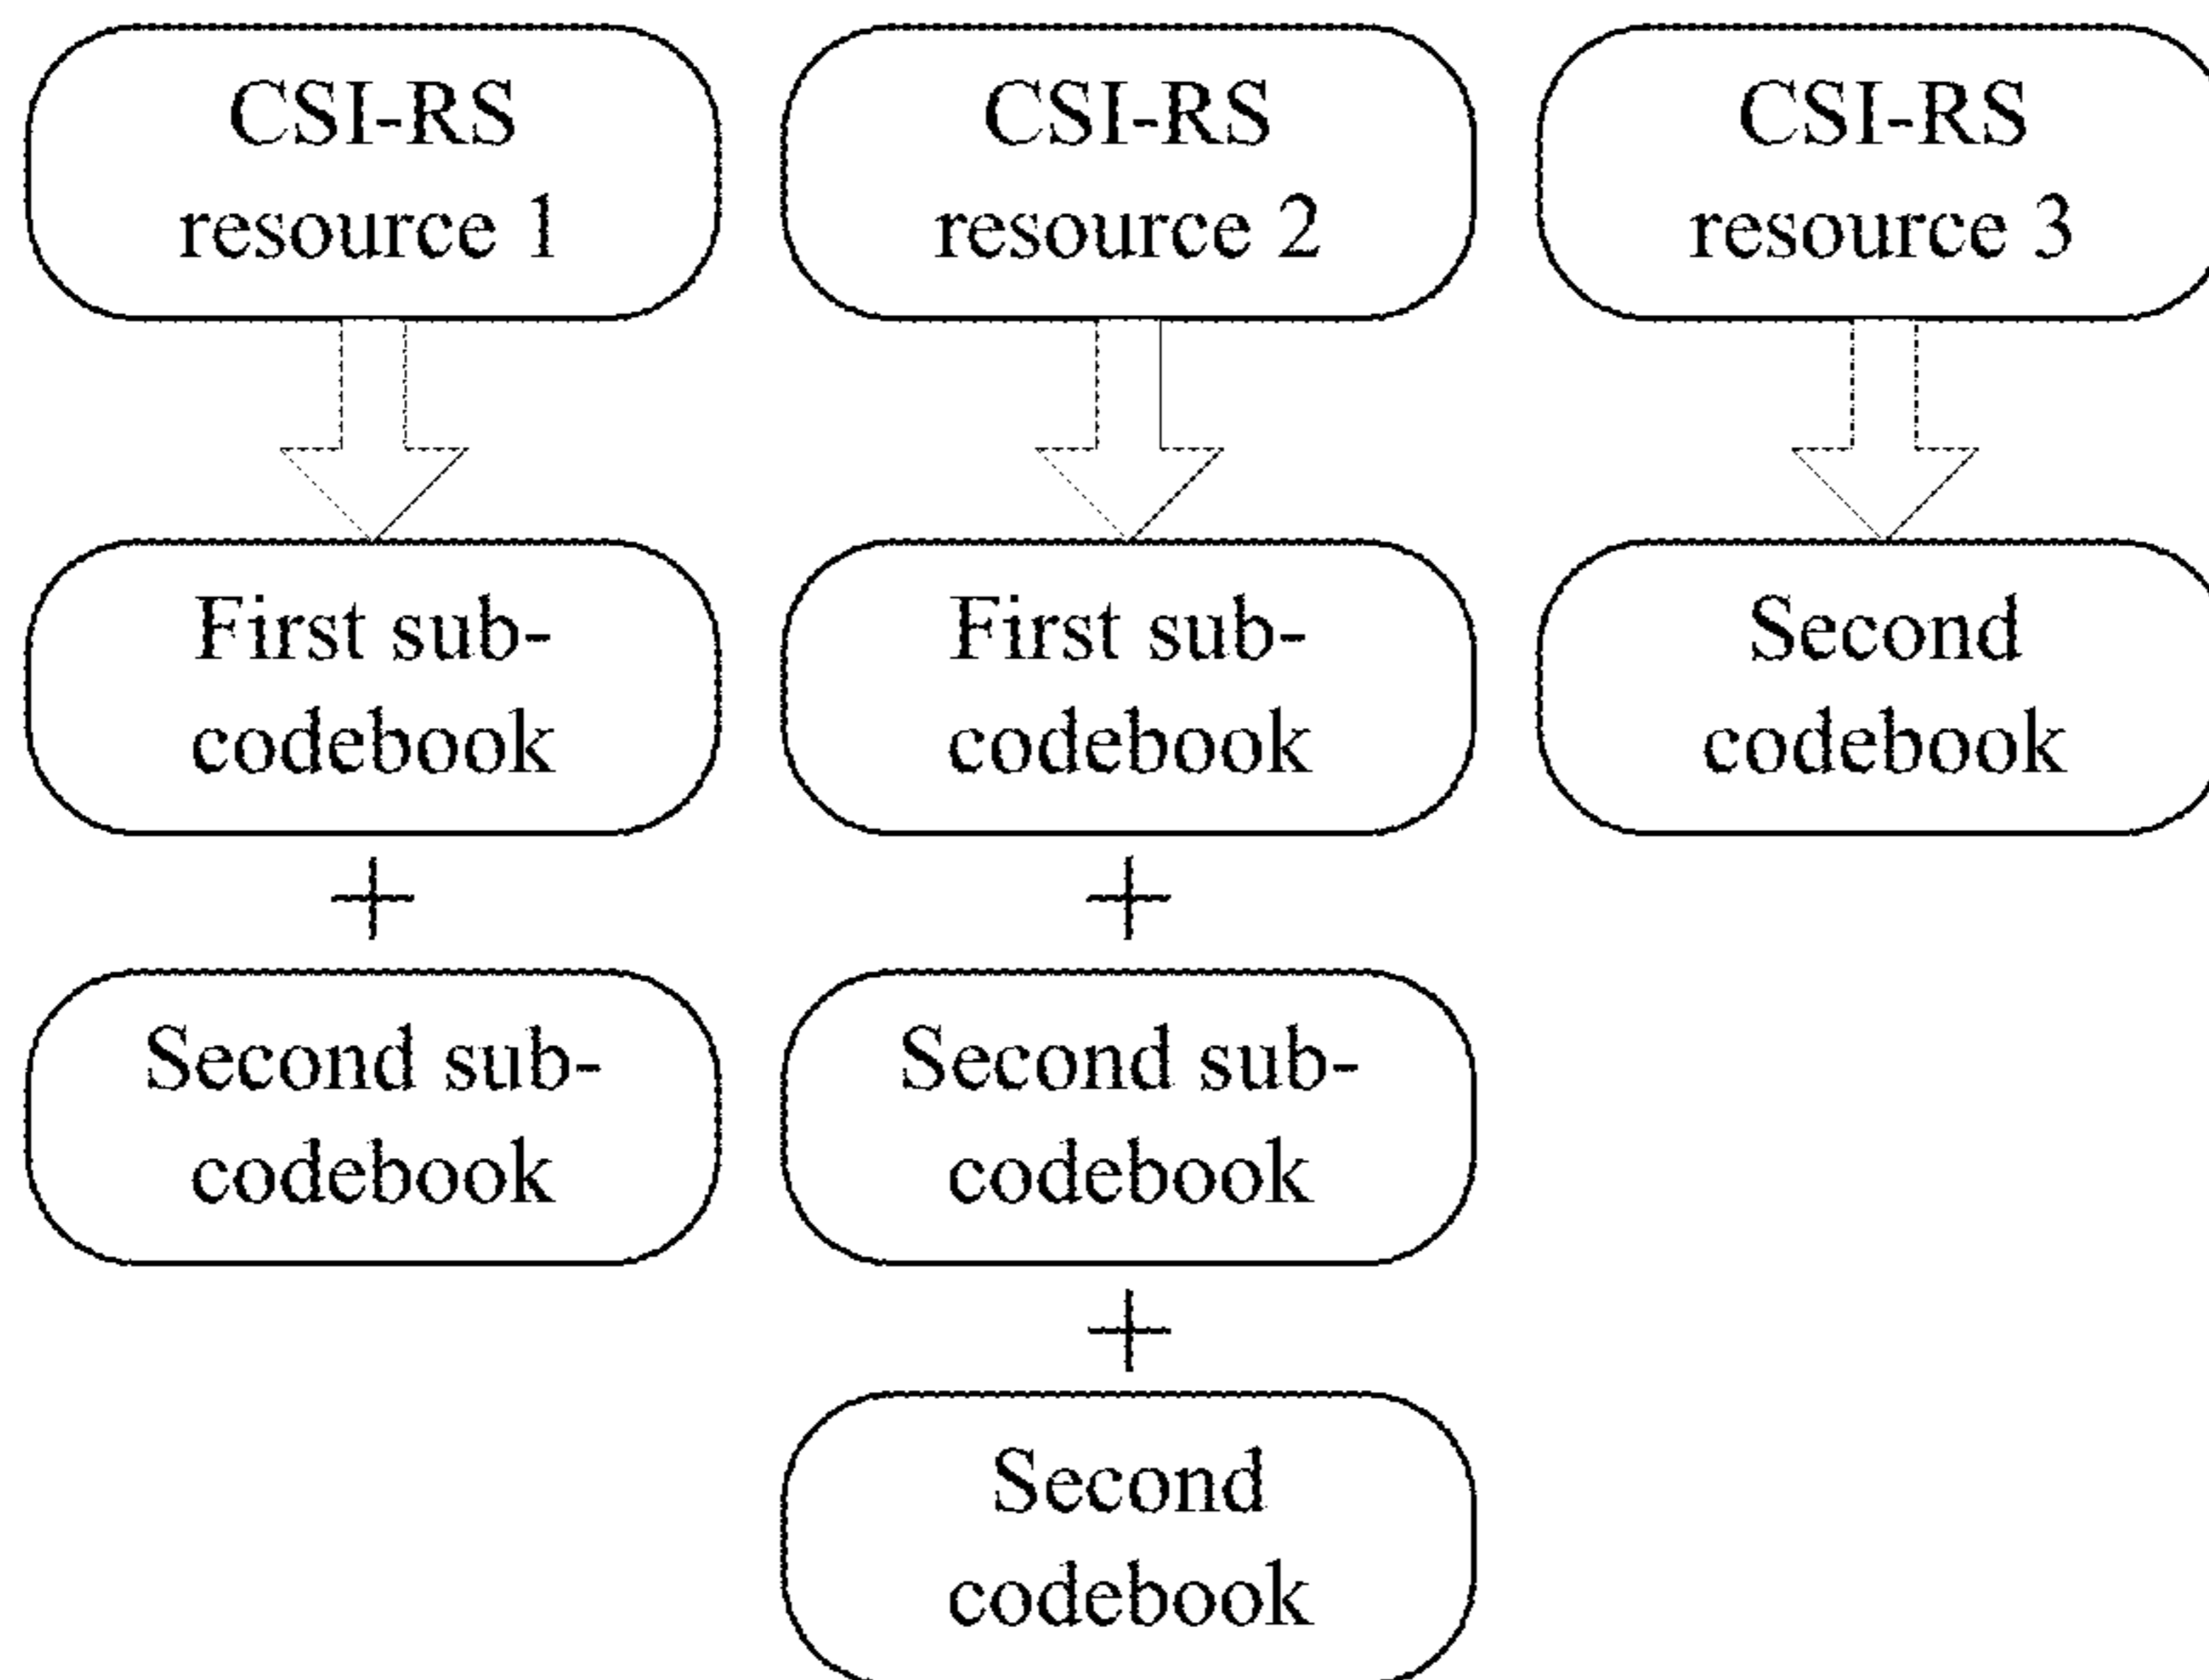 CSI-RS
resource 1
CSI-RS
resource 2
CSI-RS
resource 3
First sub-
codebook
First sub-
codebook
Second
codebook
+
+
Second sub-
codebook
Second sub-
codebook
+
Second
codebook